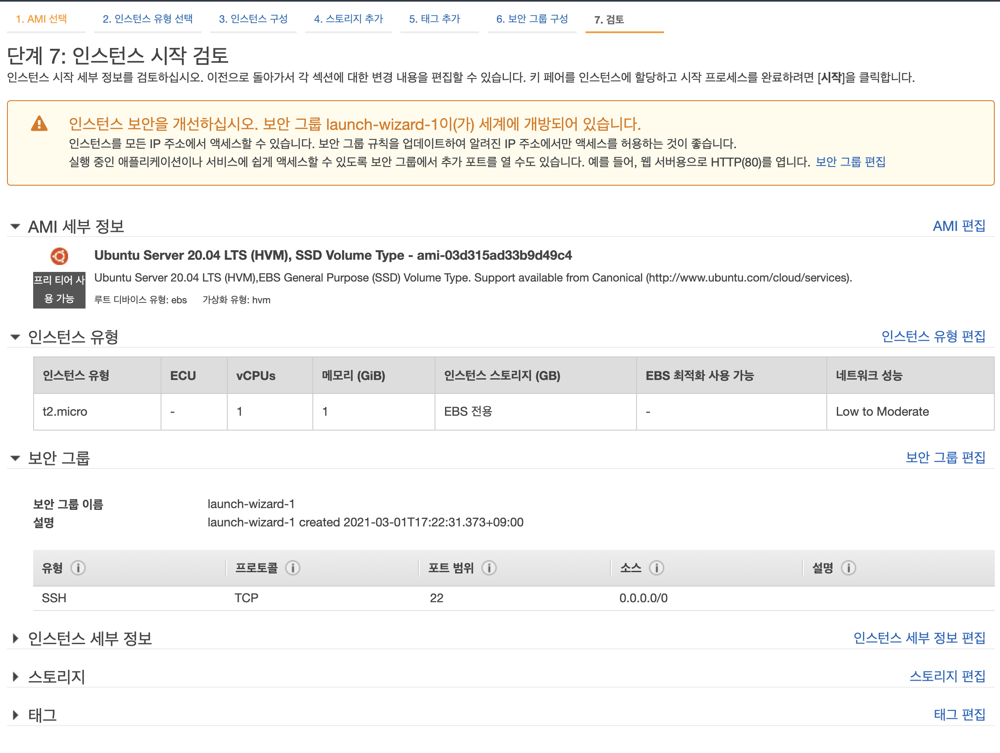 1. AMI 선택 2. 인스턴스 유형 선택 3. 인스턴스 구성 4. 스토리지 추가 5. 태그 추가 6. 보안 그룹 구성 7. 검토
단계 7: 인스턴스 시작 검토
인스턴스 시작 세부 정보를 검토하십시오. 이전으로 돌아가서 각 섹션에 대한 변경 내용을 편집할 수 있습니다. 키 페어를 인스턴스에 할당하고 시작 프로세스를 완료하려면 [시작]을 클릭합니다.
인스턴스 보안을 개선하십시오. 보안 그룹 launch-wizard-1이(가) 세계에 개방되어 있습니다.
인스턴스를 모든 IP 주소에서 액세스할 수 있습니다. 보안 그룹 규칙을 업데이트하여 알려진 IP 주소에서만 액세스를 허용하는 것이 좋습니다.
실행 중인 애플리케이션이나 서비스에 쉽게 액세스할 수 있도록 보안 그룹에서 추가 포트를 열 수도 있습니다. 예를 들어, 웹 서버용으로 HTTP(80)를 엽니다. 보안 그룹 편집
AMI 세부 정보 AMI 편집
Ubuntu Server 20.04 LTS (HVM), SSD Volume Type - ami-03d315ad33b9d49c4
프리 티어 사
용 가능
Ubuntu Server 20.04 LTS (HVM),EBS General Purpose (SSD) Volume Type. Support available from Canonical (http://www.ubuntu.com/cloud/services).
루트 디바이스 유형: ebs 가상화 유형: hvm
인스턴스 유형 인스턴스 유형 편집
인스턴스 유형 ECU vCPUs 메모리 (GiB) 인스턴스 스토리지 (GB) EBS 최적화 사용 가능 네트워크 성능
t2.micro - 1 1 EBS 전용 - Low to Moderate
보안 그룹 보안 그룹 편집
보안 그룹 이름 launch-wizard-1
설명 launch-wizard-1 created 2021-03-01T17:22:31.373+09:00
유형 프로토콜 포트 범위 소스 설명
SSH TCP 22 0.0.0.0/0
인스턴스 세부 정보 인스턴스 세부 정보 편집
스토리지 스토리지 편집
태그 태그 편집